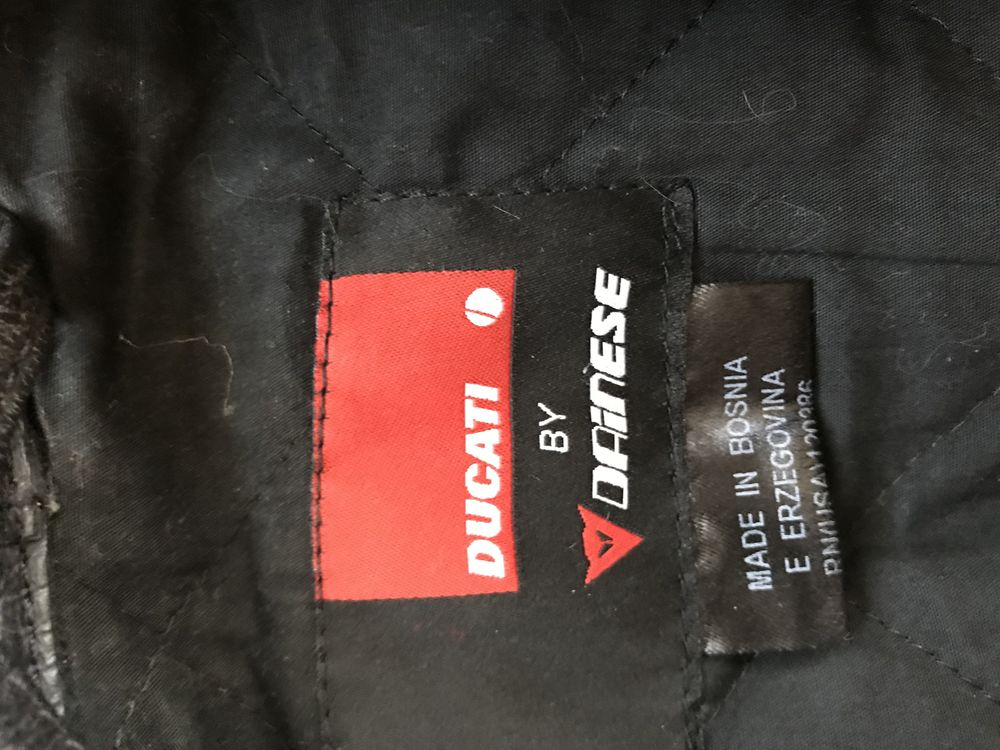 DUCATI
BY
DAINESE
MADE IN BOSNIA
E ERZEGOVINA